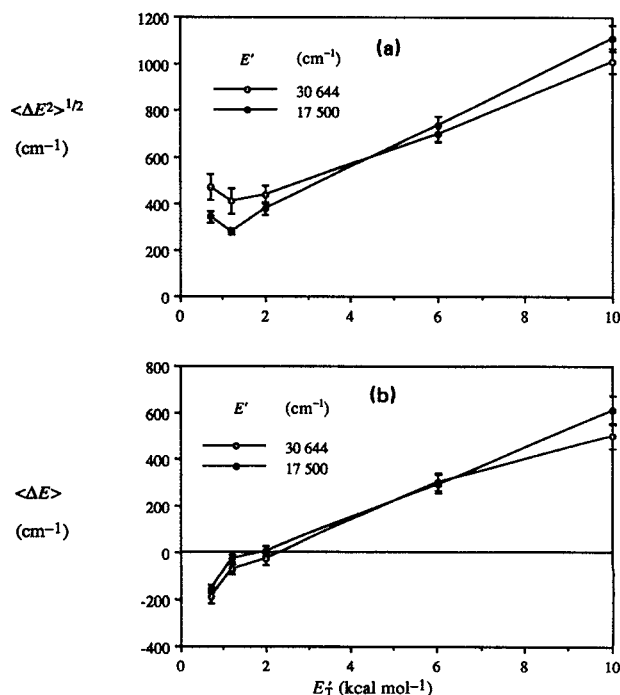 (a)
E′ (cm⁻¹)
30 644
17 500
<ΔE²>¹/²
(cm⁻¹)
1200
1000
800
600
400
200
0
0 2 4 6 8 10
(b)
E′ (cm⁻¹)
30 644
17 500
<ΔE>
(cm⁻¹)
800
600
400
200
0
-200
-400
0 2 4 6 8 10
E′T (kcal mol⁻¹)